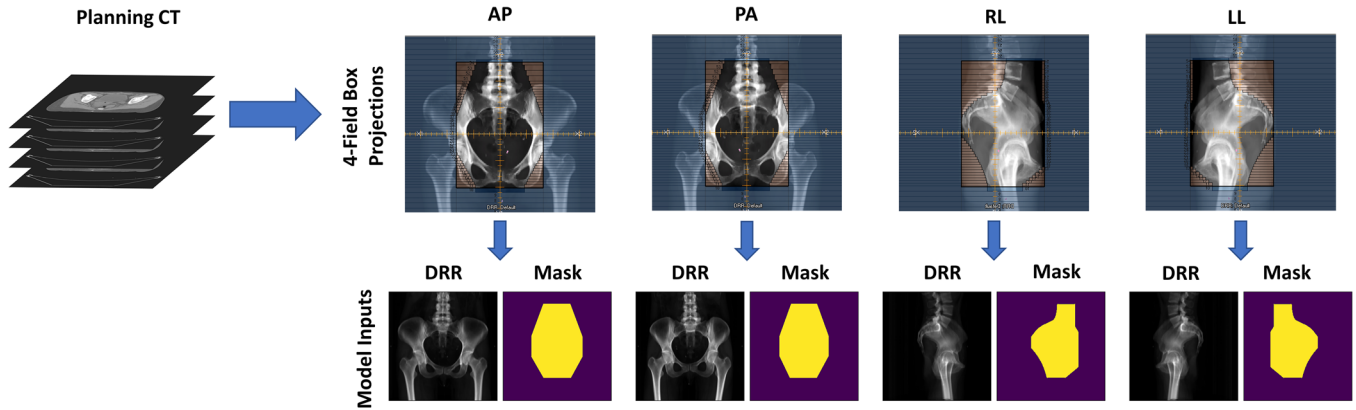 Planning CT
AP
PA
RL
LL
4-Field Box
Projections
DRR
Mask
DRR
Mask
DRR
Mask
DRR
Mask
Model Inputs